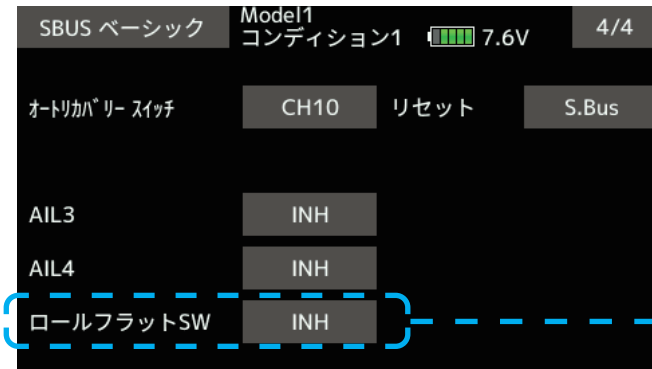 SBUS ベーシック Model1 4/4
コンディション1 7.6V
ｵｰﾄﾘｶﾊﾞﾘｰ ｽｲｯﾁ CH10 リセット S.Bus
AIL3 INH
AIL4 INH
ロールフラットSW INH